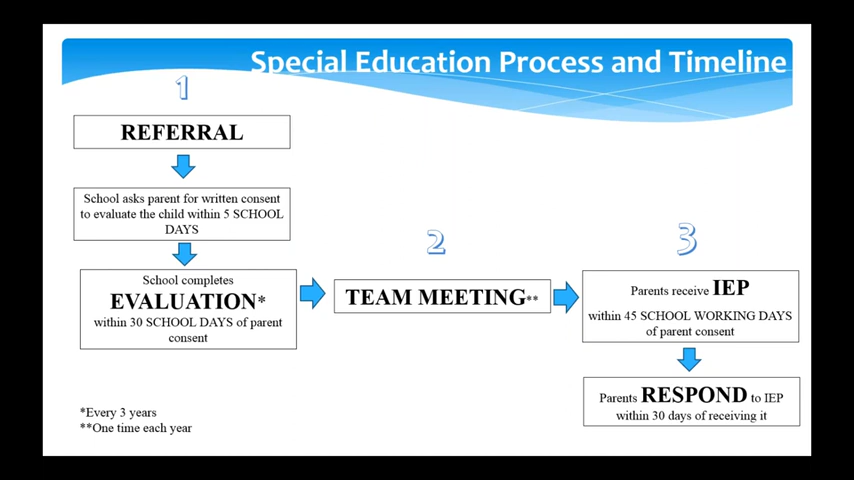 Special Education Process and Timeline
1
REFERRAL
School asks parent for written consent
to evaluate the child within 5 SCHOOL
DAYS
School completes
EVALUATION*
within 30 SCHOOL DAYS of parent
consent
2
TEAM MEETING**
3
Parents receive IEP
within 45 SCHOOL WORKING DAYS
of parent consent
Parents RESPOND to IEP
within 30 days of receiving it
*Every 3 years
**One time each year